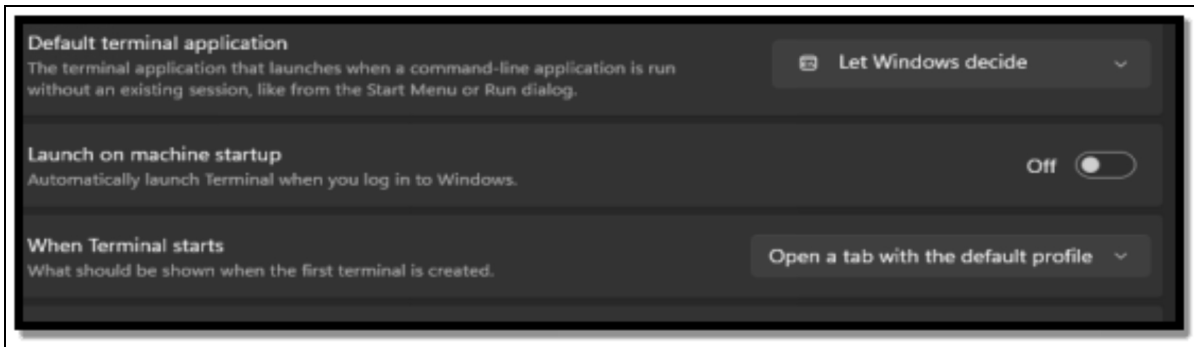 Default terminal application
The terminal application that launches when a command-line application is run
without an existing session, like from the Start Menu or Run dialog.
Let Windows decide
Launch on machine startup
Automatically launch Terminal when you log in to Windows.
Off
When Terminal starts
What should be shown when the first terminal is created.
Open a tab with the default profile